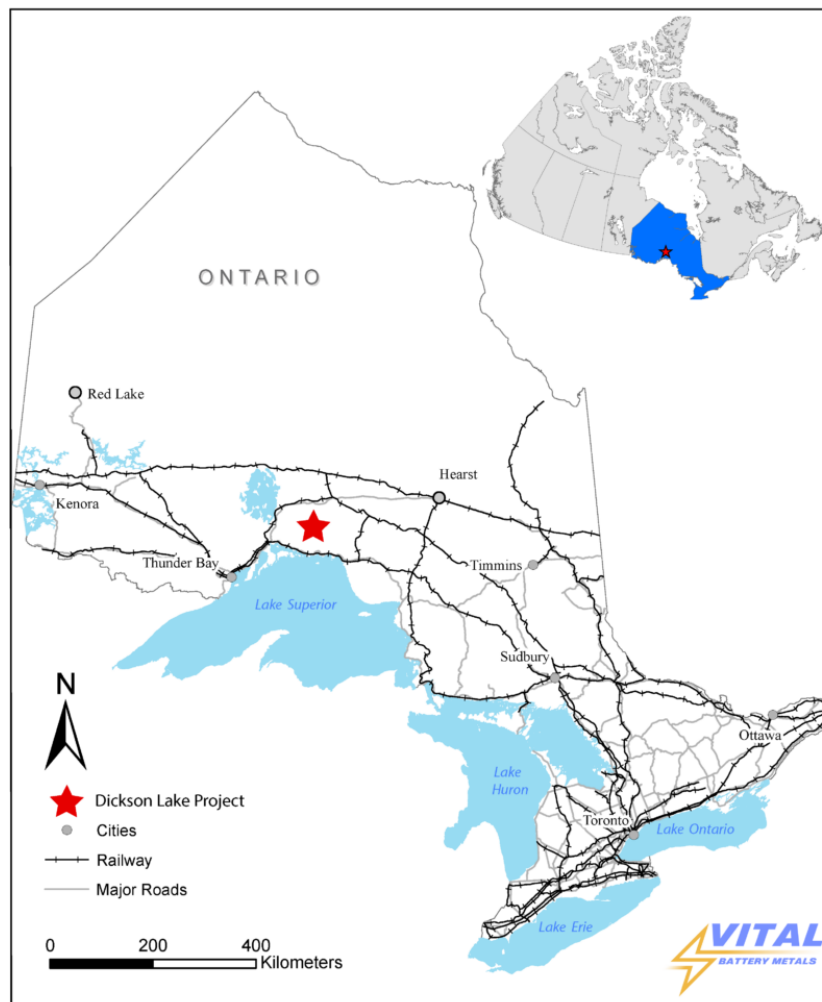 ONTARIO
Red Lake
Hearst
Kenora
Thunder Bay
Timmins
Lake Superior
Sudbury
N
Ottawa
Lake
Huron
Dickson Lake Project
Toronto
Lake Ontario
Cities
Railway
Major Roads
Lake Erie
VITAL
BATTERY METALS
0 200 400
Kilometers